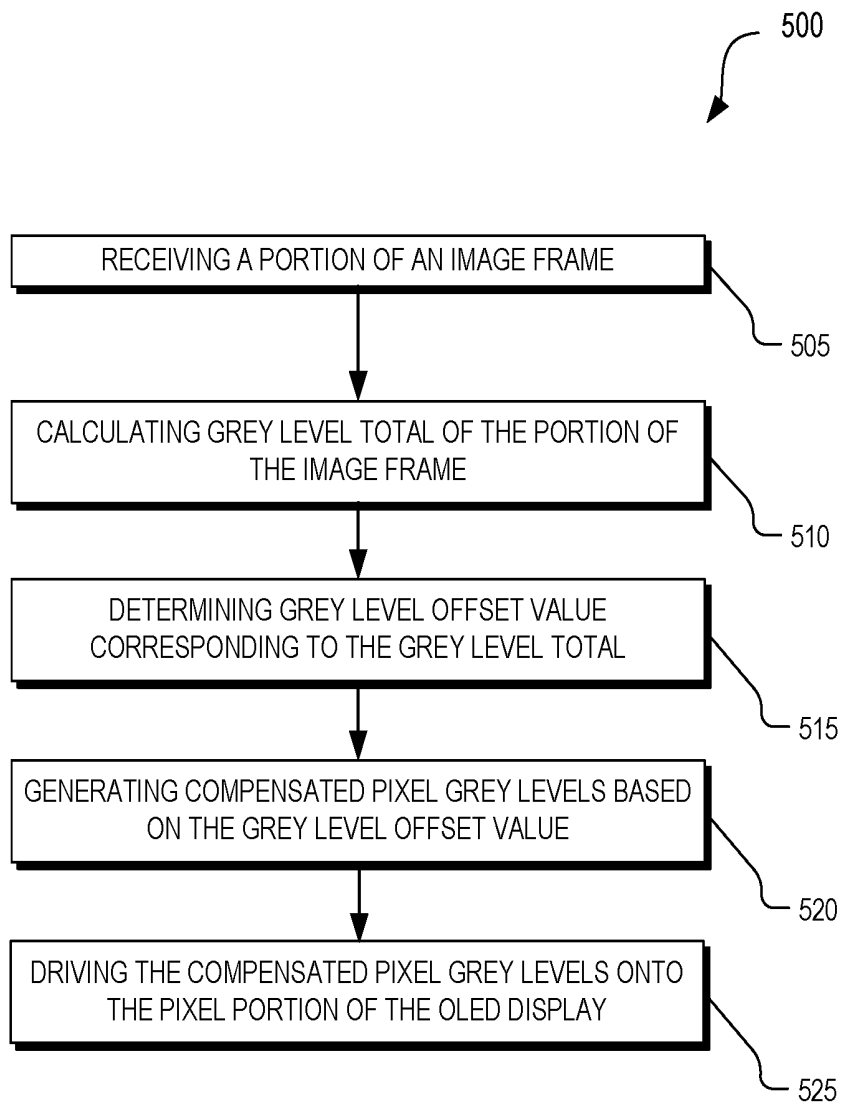 500
RECEIVING A PORTION OF AN IMAGE FRAME
505
CALCULATING GREY LEVEL TOTAL OF THE PORTION OF
THE IMAGE FRAME
510
DETERMINING GREY LEVEL OFFSET VALUE
CORRESPONDING TO THE GREY LEVEL TOTAL
515
GENERATING COMPENSATED PIXEL GREY LEVELS BASED
ON THE GREY LEVEL OFFSET VALUE
520
DRIVING THE COMPENSATED PIXEL GREY LEVELS ONTO
THE PIXEL PORTION OF THE OLED DISPLAY
525